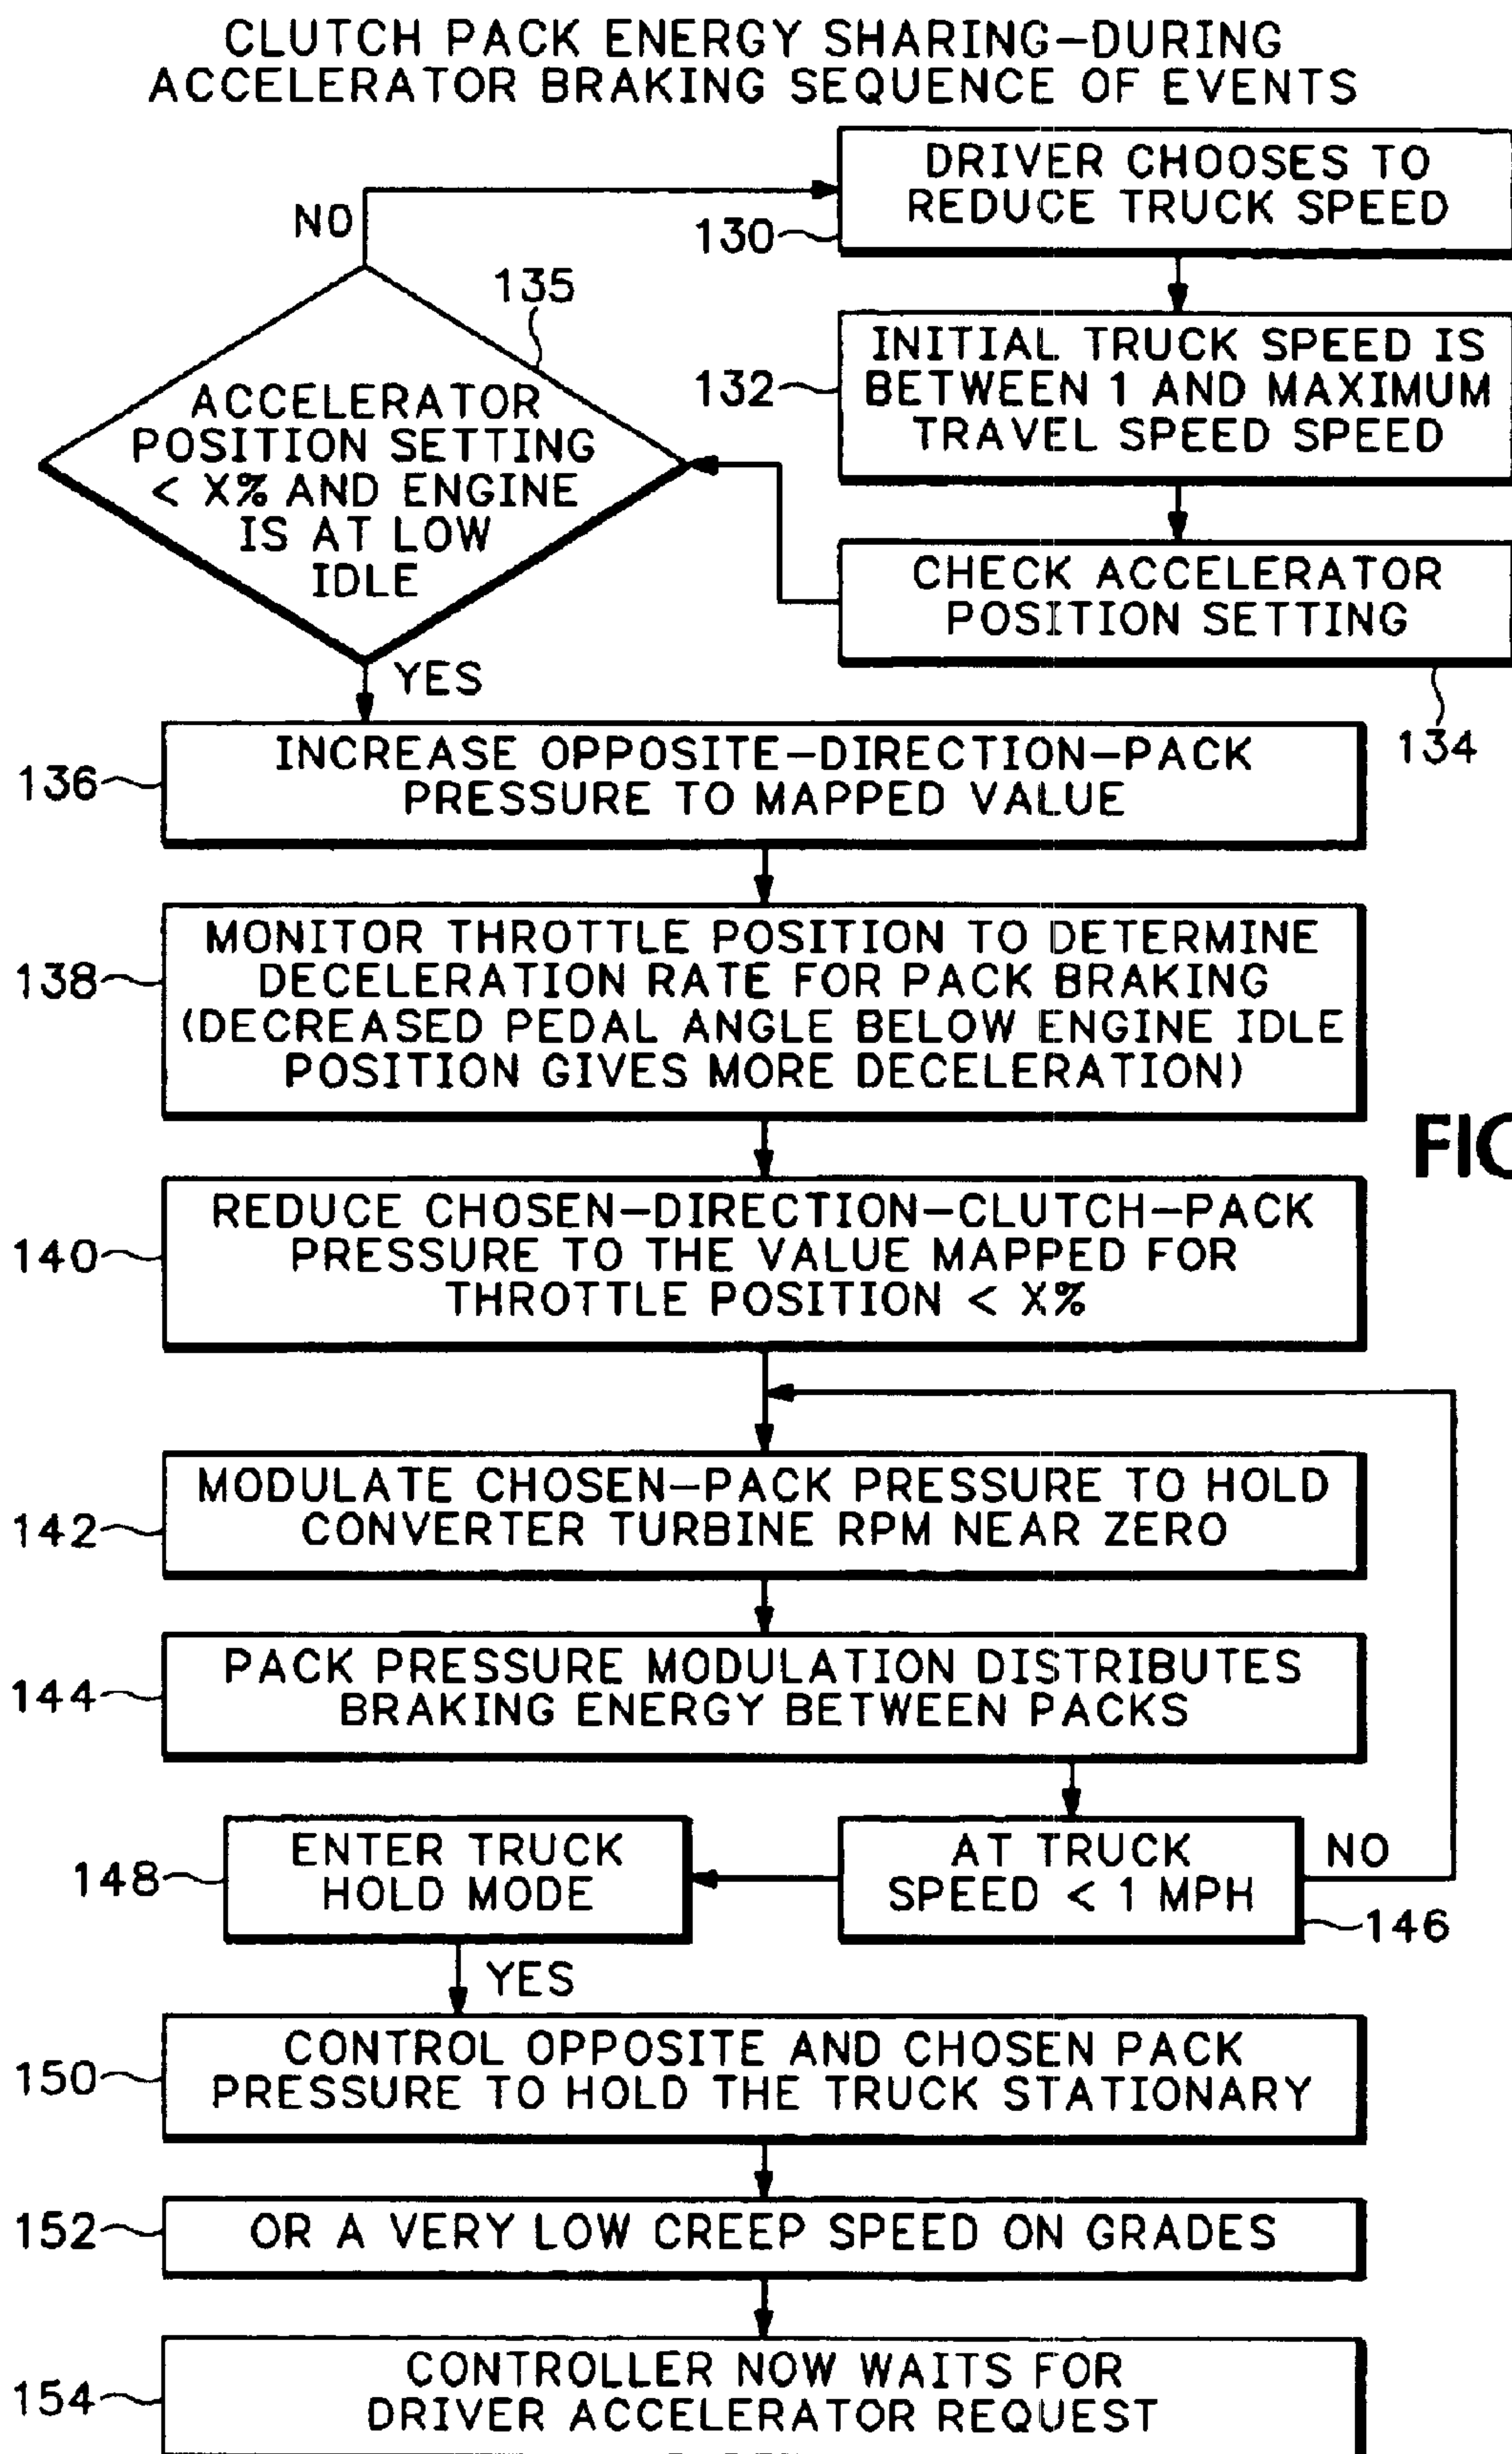 CLUTCH PACK ENERGY SHARING-DURING
ACCELERATOR BRAKING SEQUENCE OF EVENTS
DRIVER CHOOSES TO
REDUCE TRUCK SPEED
130
NO
135
INITIAL TRUCK SPEED IS
BETWEEN 1 AND MAXIMUM
TRAVEL SPEED SPEED
132
ACCELERATOR
POSITION SETTING
< X% AND ENGINE
IS AT LOW
IDLE
CHECK ACCELERATOR
POSITION SETTING
134
YES
INCREASE OPPOSITE-DIRECTION-PACK
PRESSURE TO MAPPED VALUE
136
MONITOR THROTTLE POSITION TO DETERMINE
DECELERATION RATE FOR PACK BRAKING
(DECREASED PEDAL ANGLE BELOW ENGINE IDLE
POSITION GIVES MORE DECELERATION)
138
REDUCE CHOSEN-DIRECTION-CLUTCH-PACK
PRESSURE TO THE VALUE MAPPED FOR
THROTTLE POSITION < X%
140
MODULATE CHOSEN-PACK PRESSURE TO HOLD
CONVERTER TURBINE RPM NEAR ZERO
142
PACK PRESSURE MODULATION DISTRIBUTES
BRAKING ENERGY BETWEEN PACKS
144
AT TRUCK
SPEED < 1 MPH
NO
146
ENTER TRUCK
HOLD MODE
148
YES
CONTROL OPPOSITE AND CHOSEN PACK
PRESSURE TO HOLD THE TRUCK STATIONARY
150
OR A VERY LOW CREEP SPEED ON GRADES
152
CONTROLLER NOW WAITS FOR
DRIVER ACCELERATOR REQUEST
154